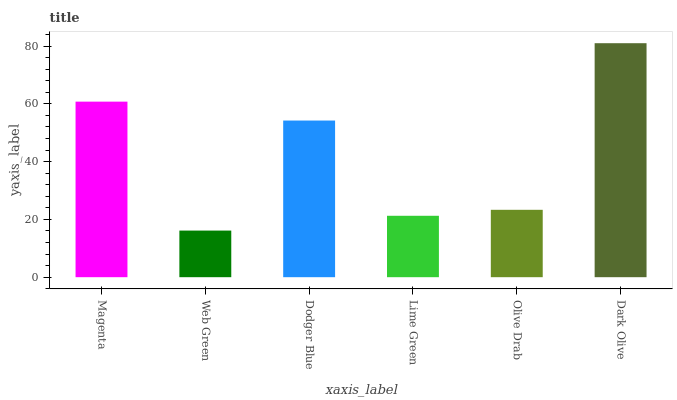 title
yaxis_label
80
60
40
20
0
Magenta
Web Green
Dodger Blue
Lime Green
Olive Drab
Dark Olive
xaxis_label